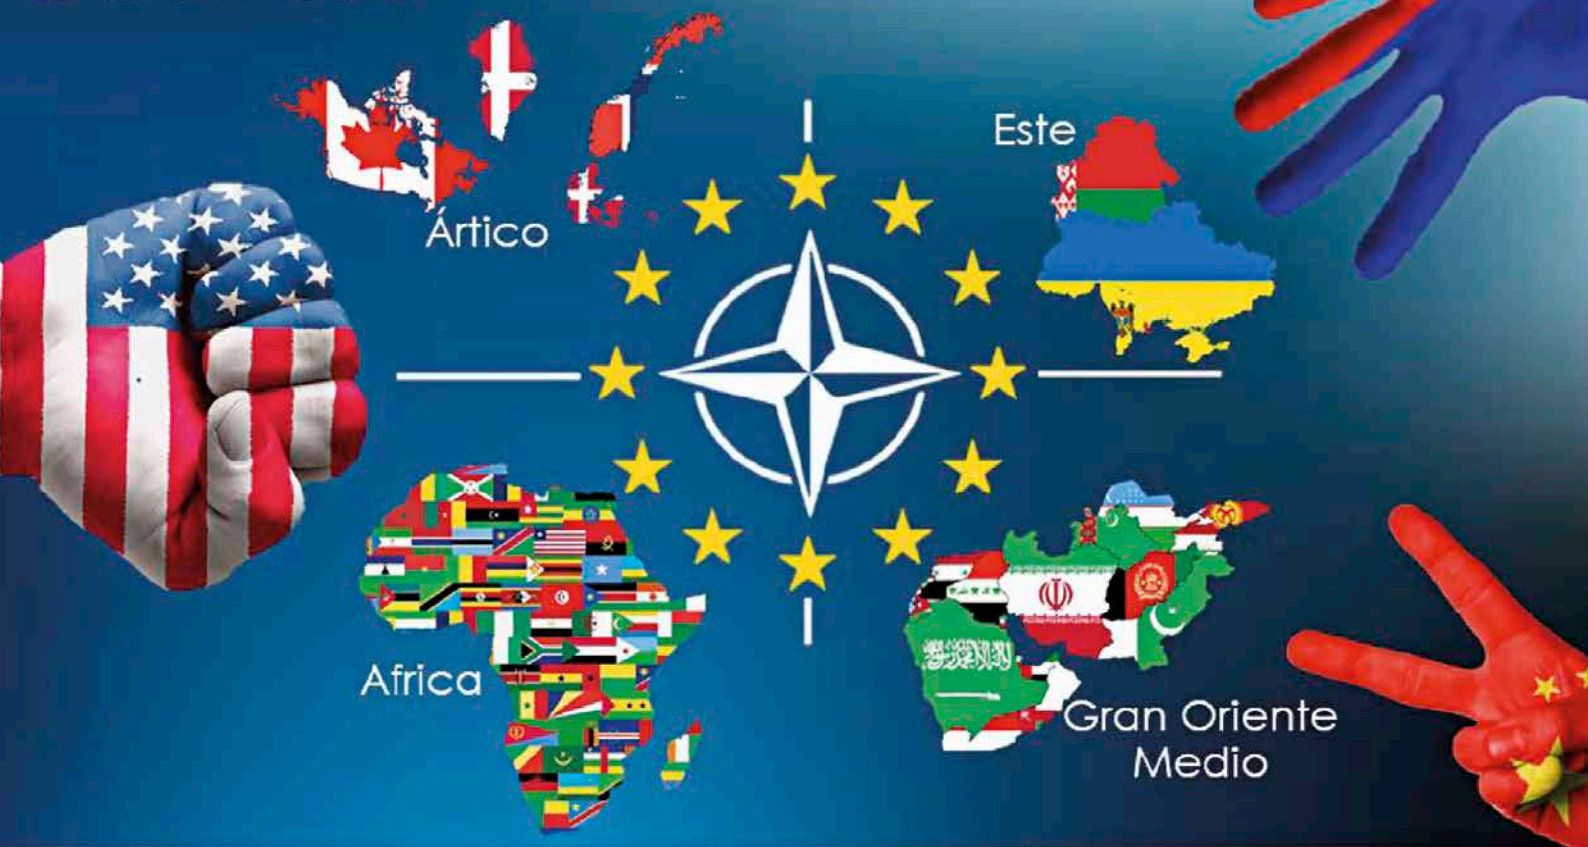 Ártico
Este
Africa
Gran Oriente
Medio